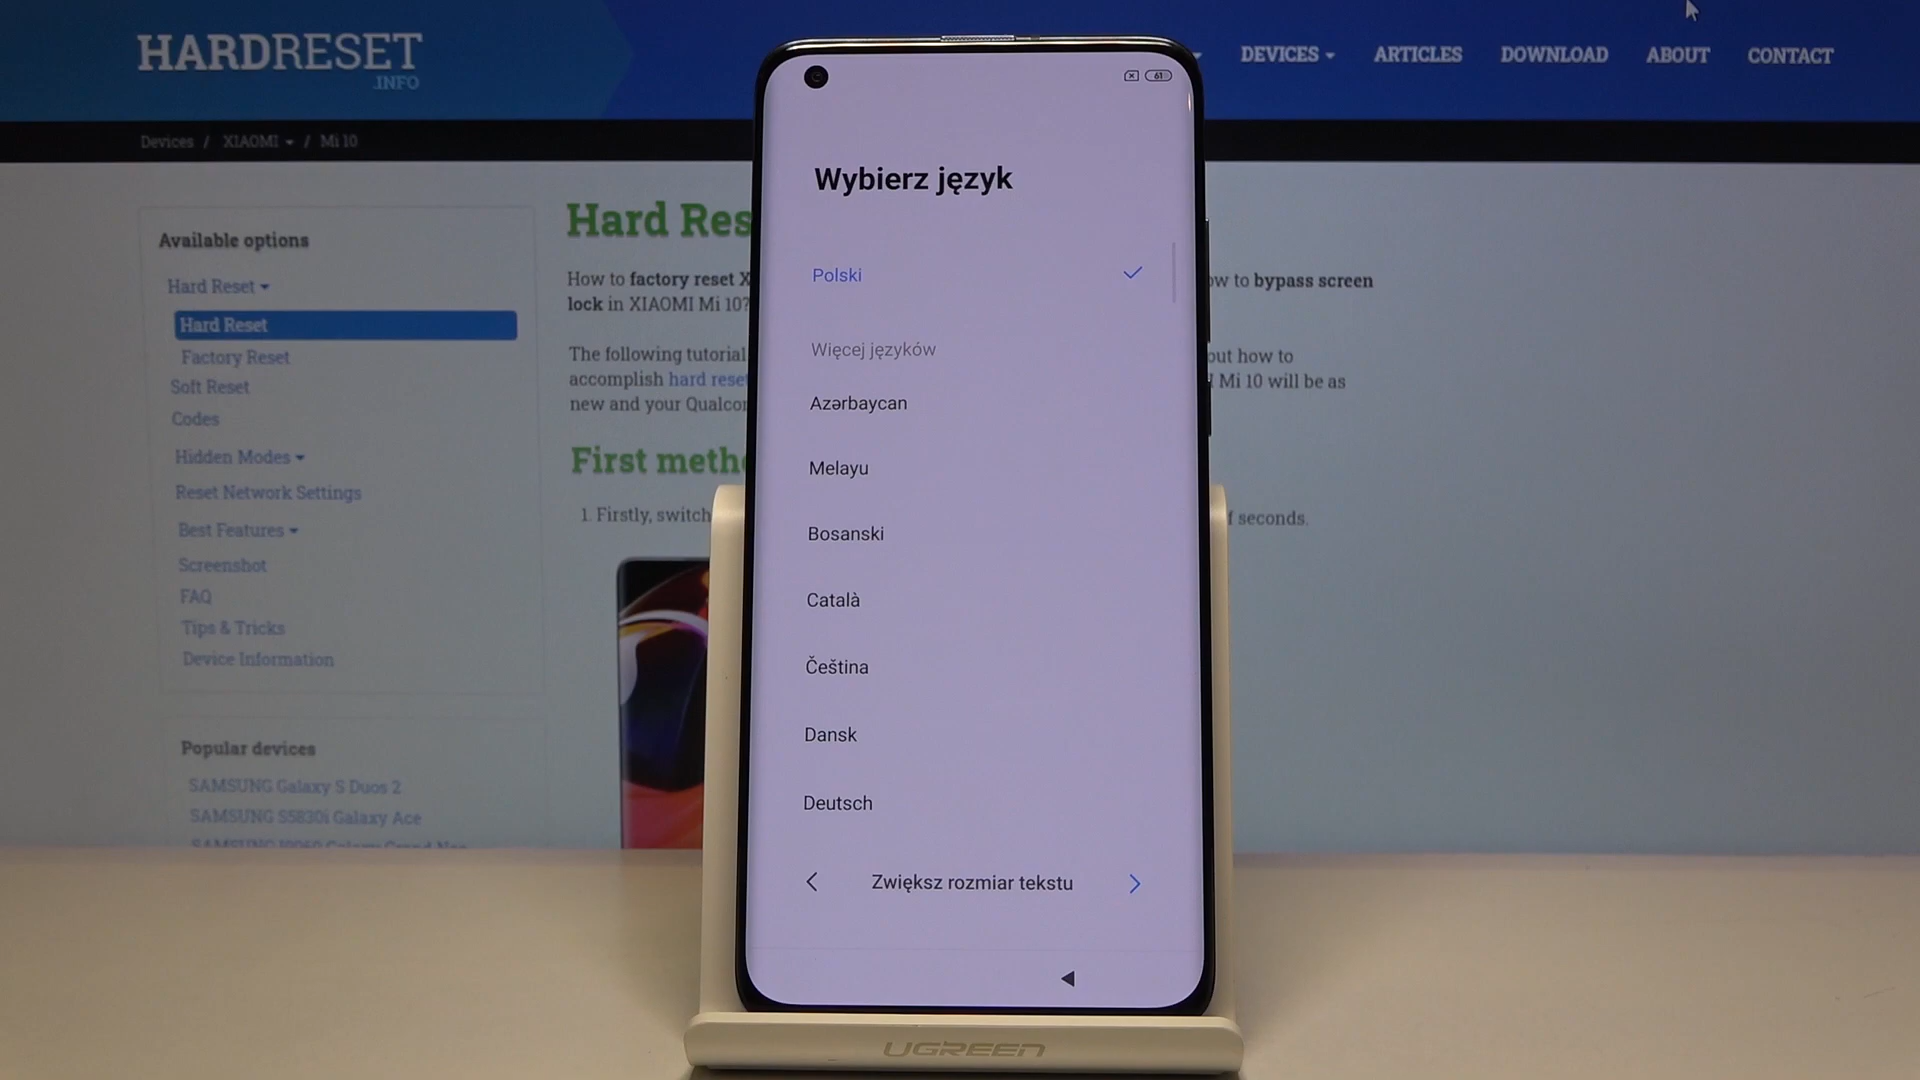 HARDRESET
.INFO
DEVICES
ARTICLES
DOWNLOAD
ABOUT
CONTACT
Devices / XIAOMI / Mi 10
Available options
Hard Reset
Hard Reset
Factory Reset
Soft Reset
Codes
Hidden Modes
Reset Network Settings
Best Features
Screenshot
FAQ
Tips & Tricks
Device Information
Popular devices
SAMSUNG Galaxy S Duos 2
SAMSUNG S5830i Galaxy Ace
Hard Res
How to factory reset X
lock in XIAOMI Mi 10?
The following tutorial
accomplish hard reset
new and your Qualcor
First metho
1. Firstly, switch
ow to bypass screen
out how to
Mi 10 will be as
f seconds.
61
Wybierz język
Polski
Więcej języków
Azərbaycan
Melayu
Bosanski
Català
Čeština
Dansk
Deutsch
Zwiększ rozmiar tekstu
UGREEN